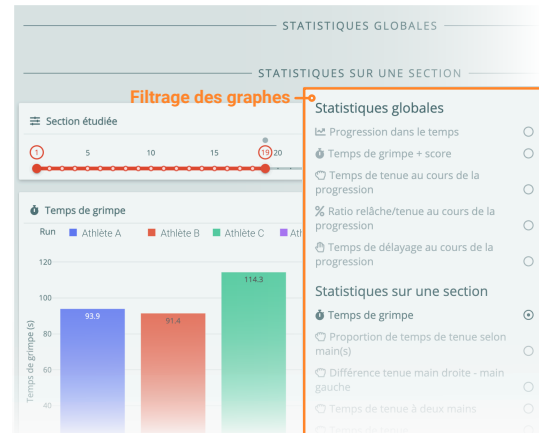 STATISTIQUES GLOBALES
STATISTIQUES SUR UNE SECTION
Filtrage des graphes
Section étudiée
1 5 10 15 19 20
Temps de grimpe
Run Athlète A Athlète B Athlète C Ath
120
100
80
60
40
Temps de grimpe (s)
93.9
91.4
114.3
Statistiques globales
Progression dans le temps
Temps de grimpe + score
Temps de tenue au cours de la
progression
Ratio relâche/tenue au cours de la
progression
Temps de délayage au cours de la
progression
Statistiques sur une section
Temps de grimpe
Proportion de temps de tenue selon
main(s)
Différence tenue main droite - main
gauche
Temps de tenue à deux mains